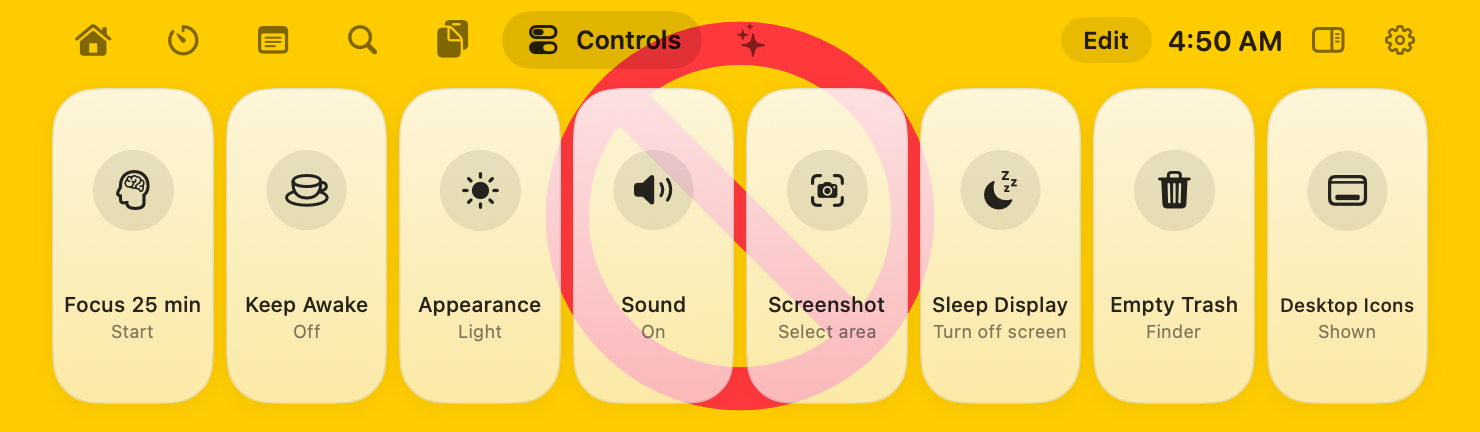 Controls
Edit
4:50 AM
Focus 25 min
Start
Keep Awake
Off
Appearance
Light
Sound
On
Screenshot
Select area
Sleep Display
Turn off screen
Empty Trash
Finder
Desktop Icons
Shown